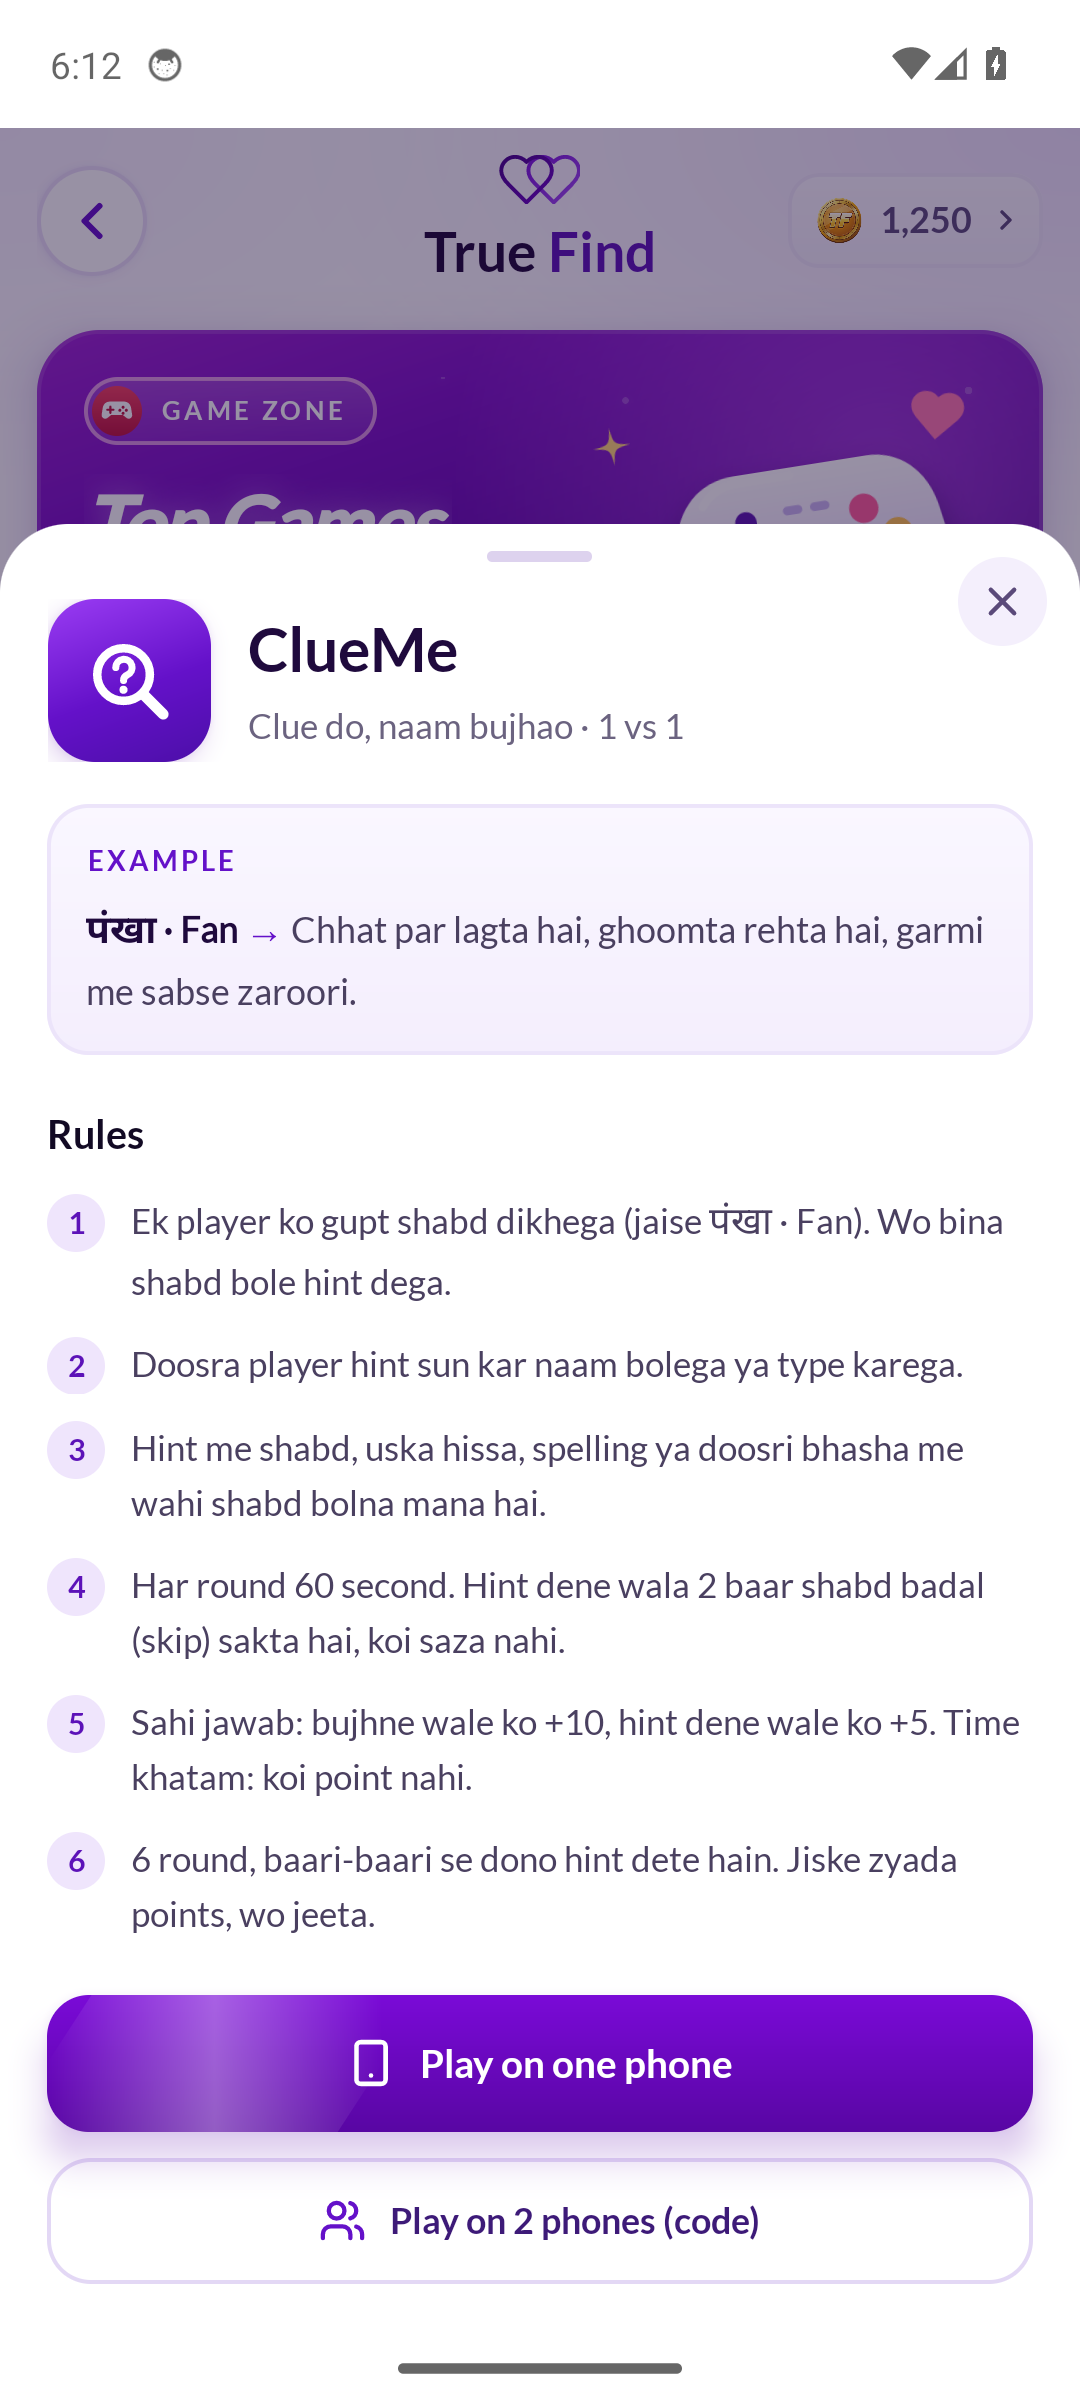 6:12
True Find
TF
1,250
GAME ZONE
Top Games
ClueMe
Clue do, naam bujhao · 1 vs 1
EXAMPLE
पंखा · Fan → Chhat par lagta hai, ghoomta rehta hai, garmi
me sabse zaroori.
Rules
1 Ek player ko gupt shabd dikhega (jaise पंखा · Fan). Wo bina
shabd bole hint dega.
2 Doosra player hint sun kar naam bolega ya type karega.
3 Hint me shabd, uska hissa, spelling ya doosri bhasha me
wahi shabd bolna mana hai.
4 Har round 60 second. Hint dene wala 2 baar shabd badal
(skip) sakta hai, koi saza nahi.
5 Sahi jawab: bujhne wale ko +10, hint dene wale ko +5. Time
khatam: koi point nahi.
6 6 round, baari-baari se dono hint dete hain. Jiske zyada
points, wo jeeta.
Play on one phone
Play on 2 phones (code)